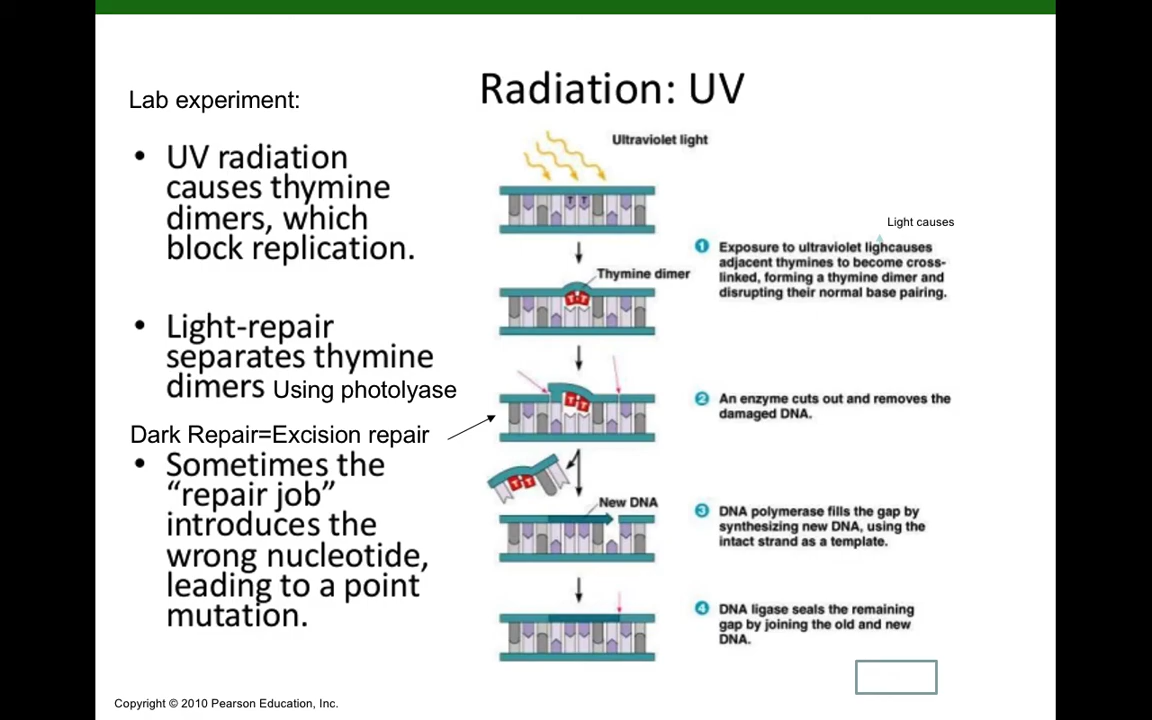 Radiation: UV
Lab experiment:
• UV radiation
causes thymine
dimers, which
block replication.
• Light-repair
separates thymine
dimers Using photolyase
Dark Repair=Excision repair
• Sometimes the
“repair job”
introduces the
wrong nucleotide,
leading to a point
mutation.
Ultraviolet light
T T
Thymine dimer
T T
T T
T T
New DNA
Light causes
1 Exposure to ultraviolet lighcauses
adjacent thymines to become cross-
linked, forming a thymine dimer and
disrupting their normal base pairing.
2 An enzyme cuts out and removes the
damaged DNA.
3 DNA polymerase fills the gap by
synthesizing new DNA, using the
intact strand as a template.
4 DNA ligase seals the remaining
gap by joining the old and new
DNA.
Copyright © 2010 Pearson Education, Inc.